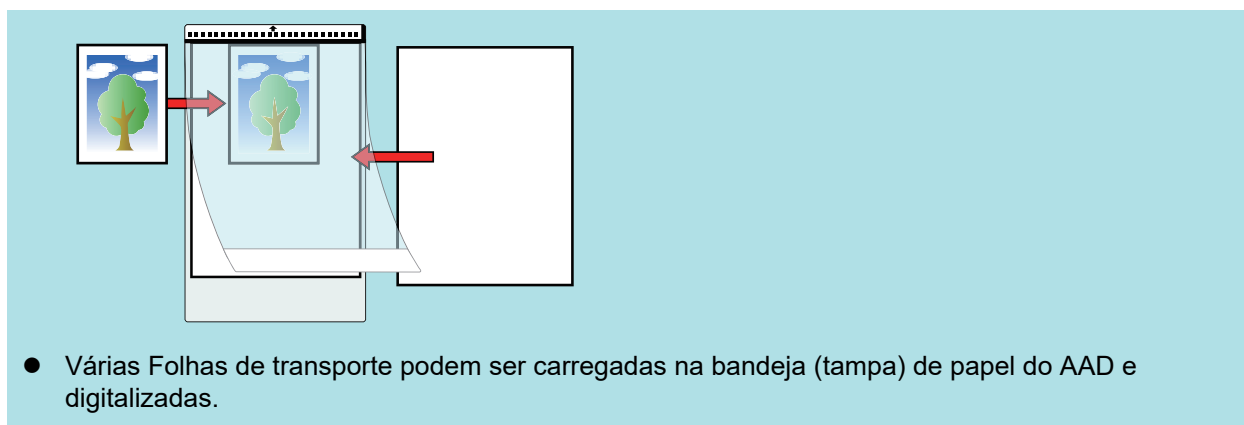 ● Várias Folhas de transporte podem ser carregadas na bandeja (tampa) de papel do AAD e
digitalizadas.